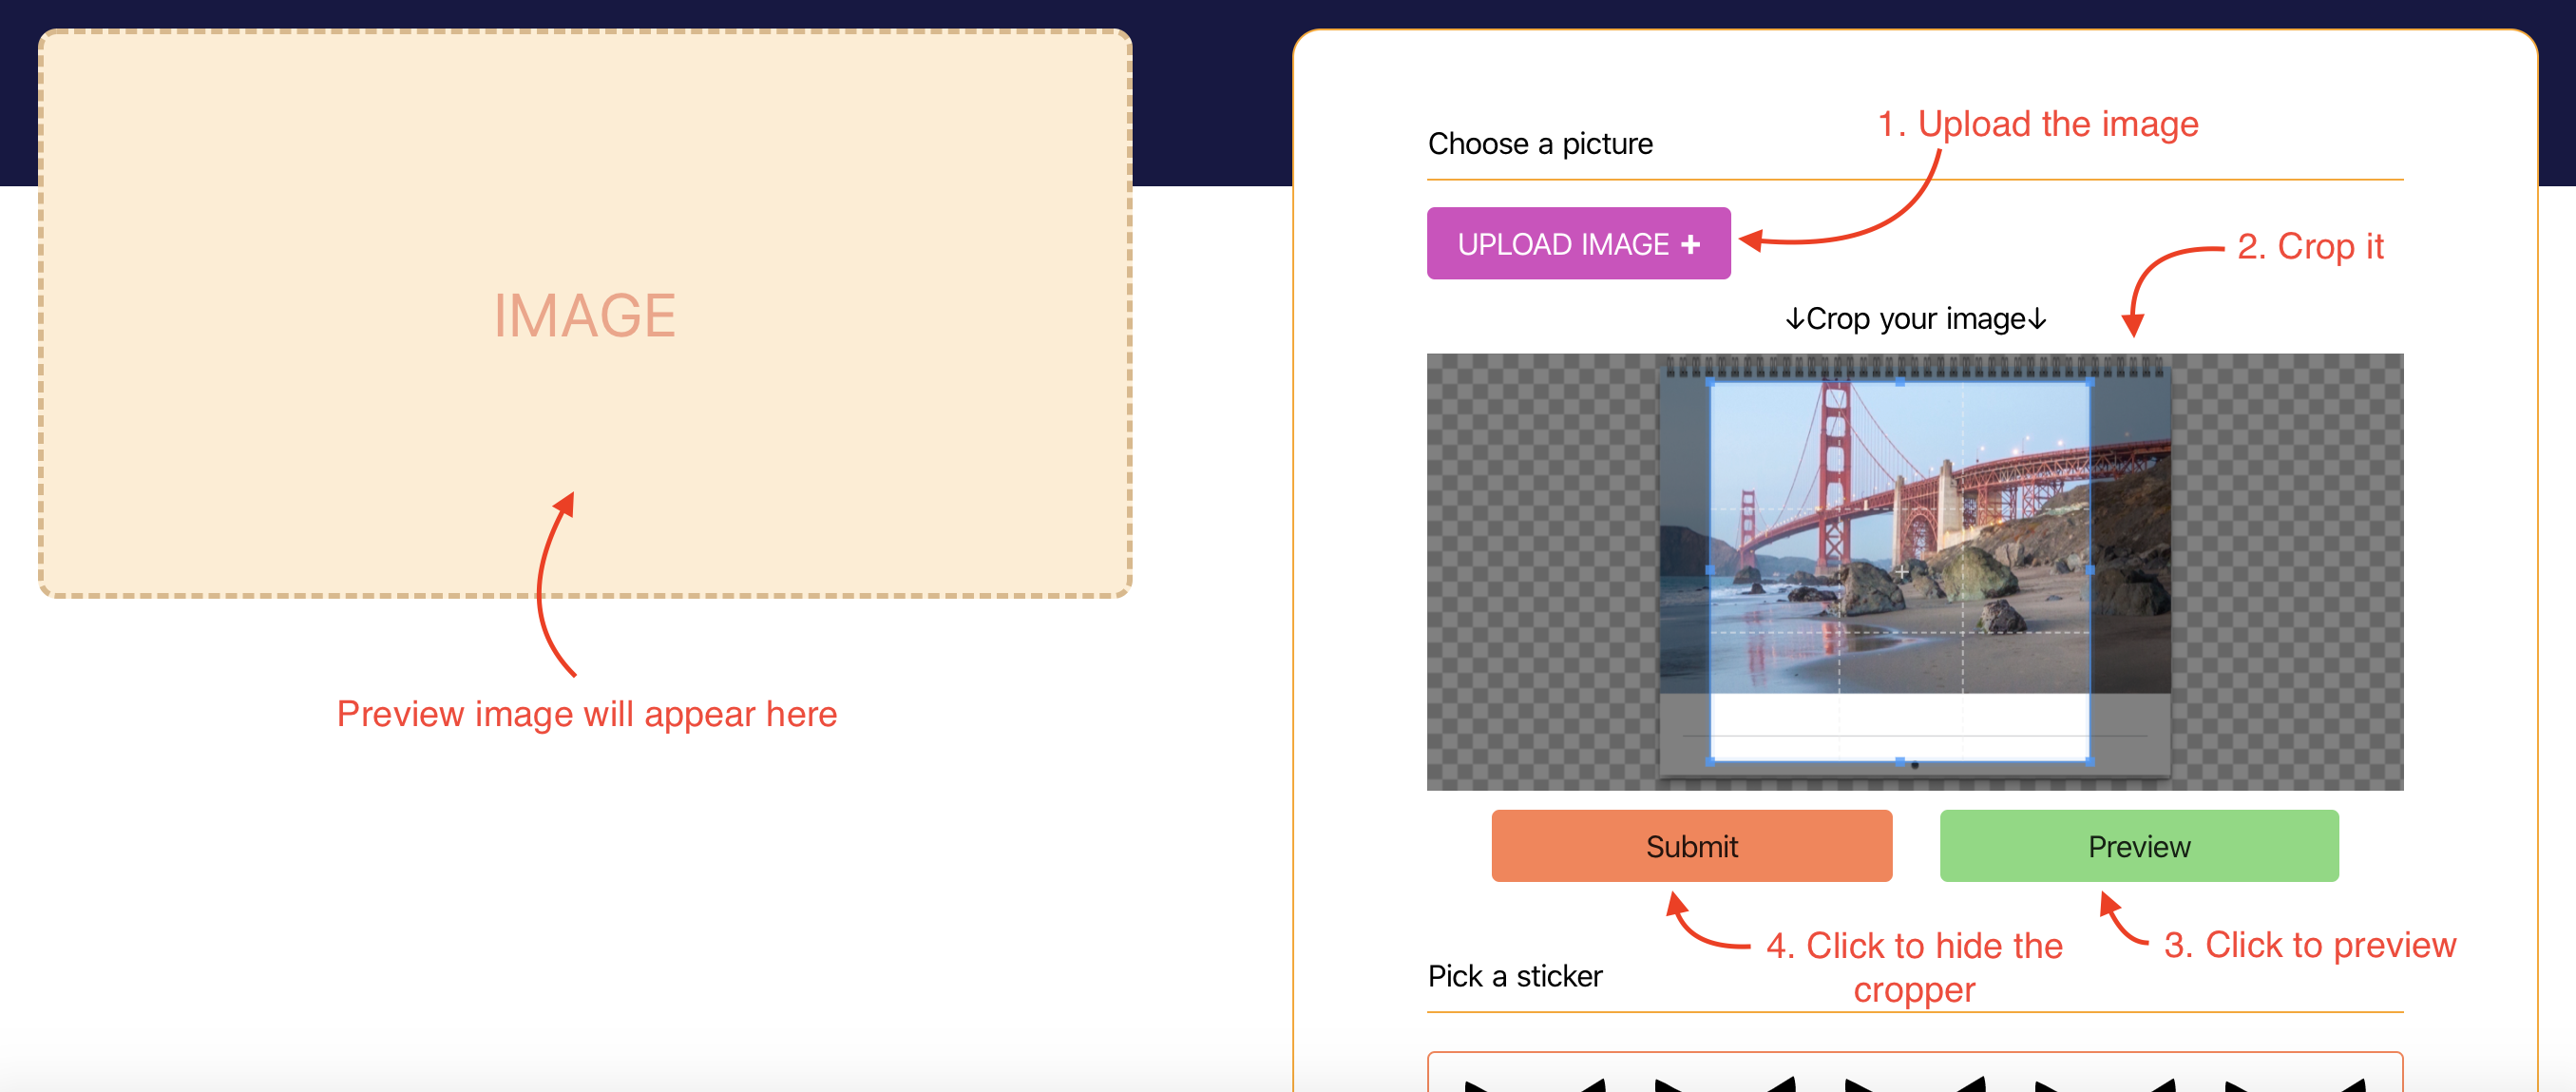 IMAGE
Preview image will appear here
1. Upload the image
Choose a picture
UPLOAD IMAGE +
2. Crop it
↓Crop your image↓
Submit
Preview
4. Click to hide the
cropper
3. Click to preview
Pick a sticker